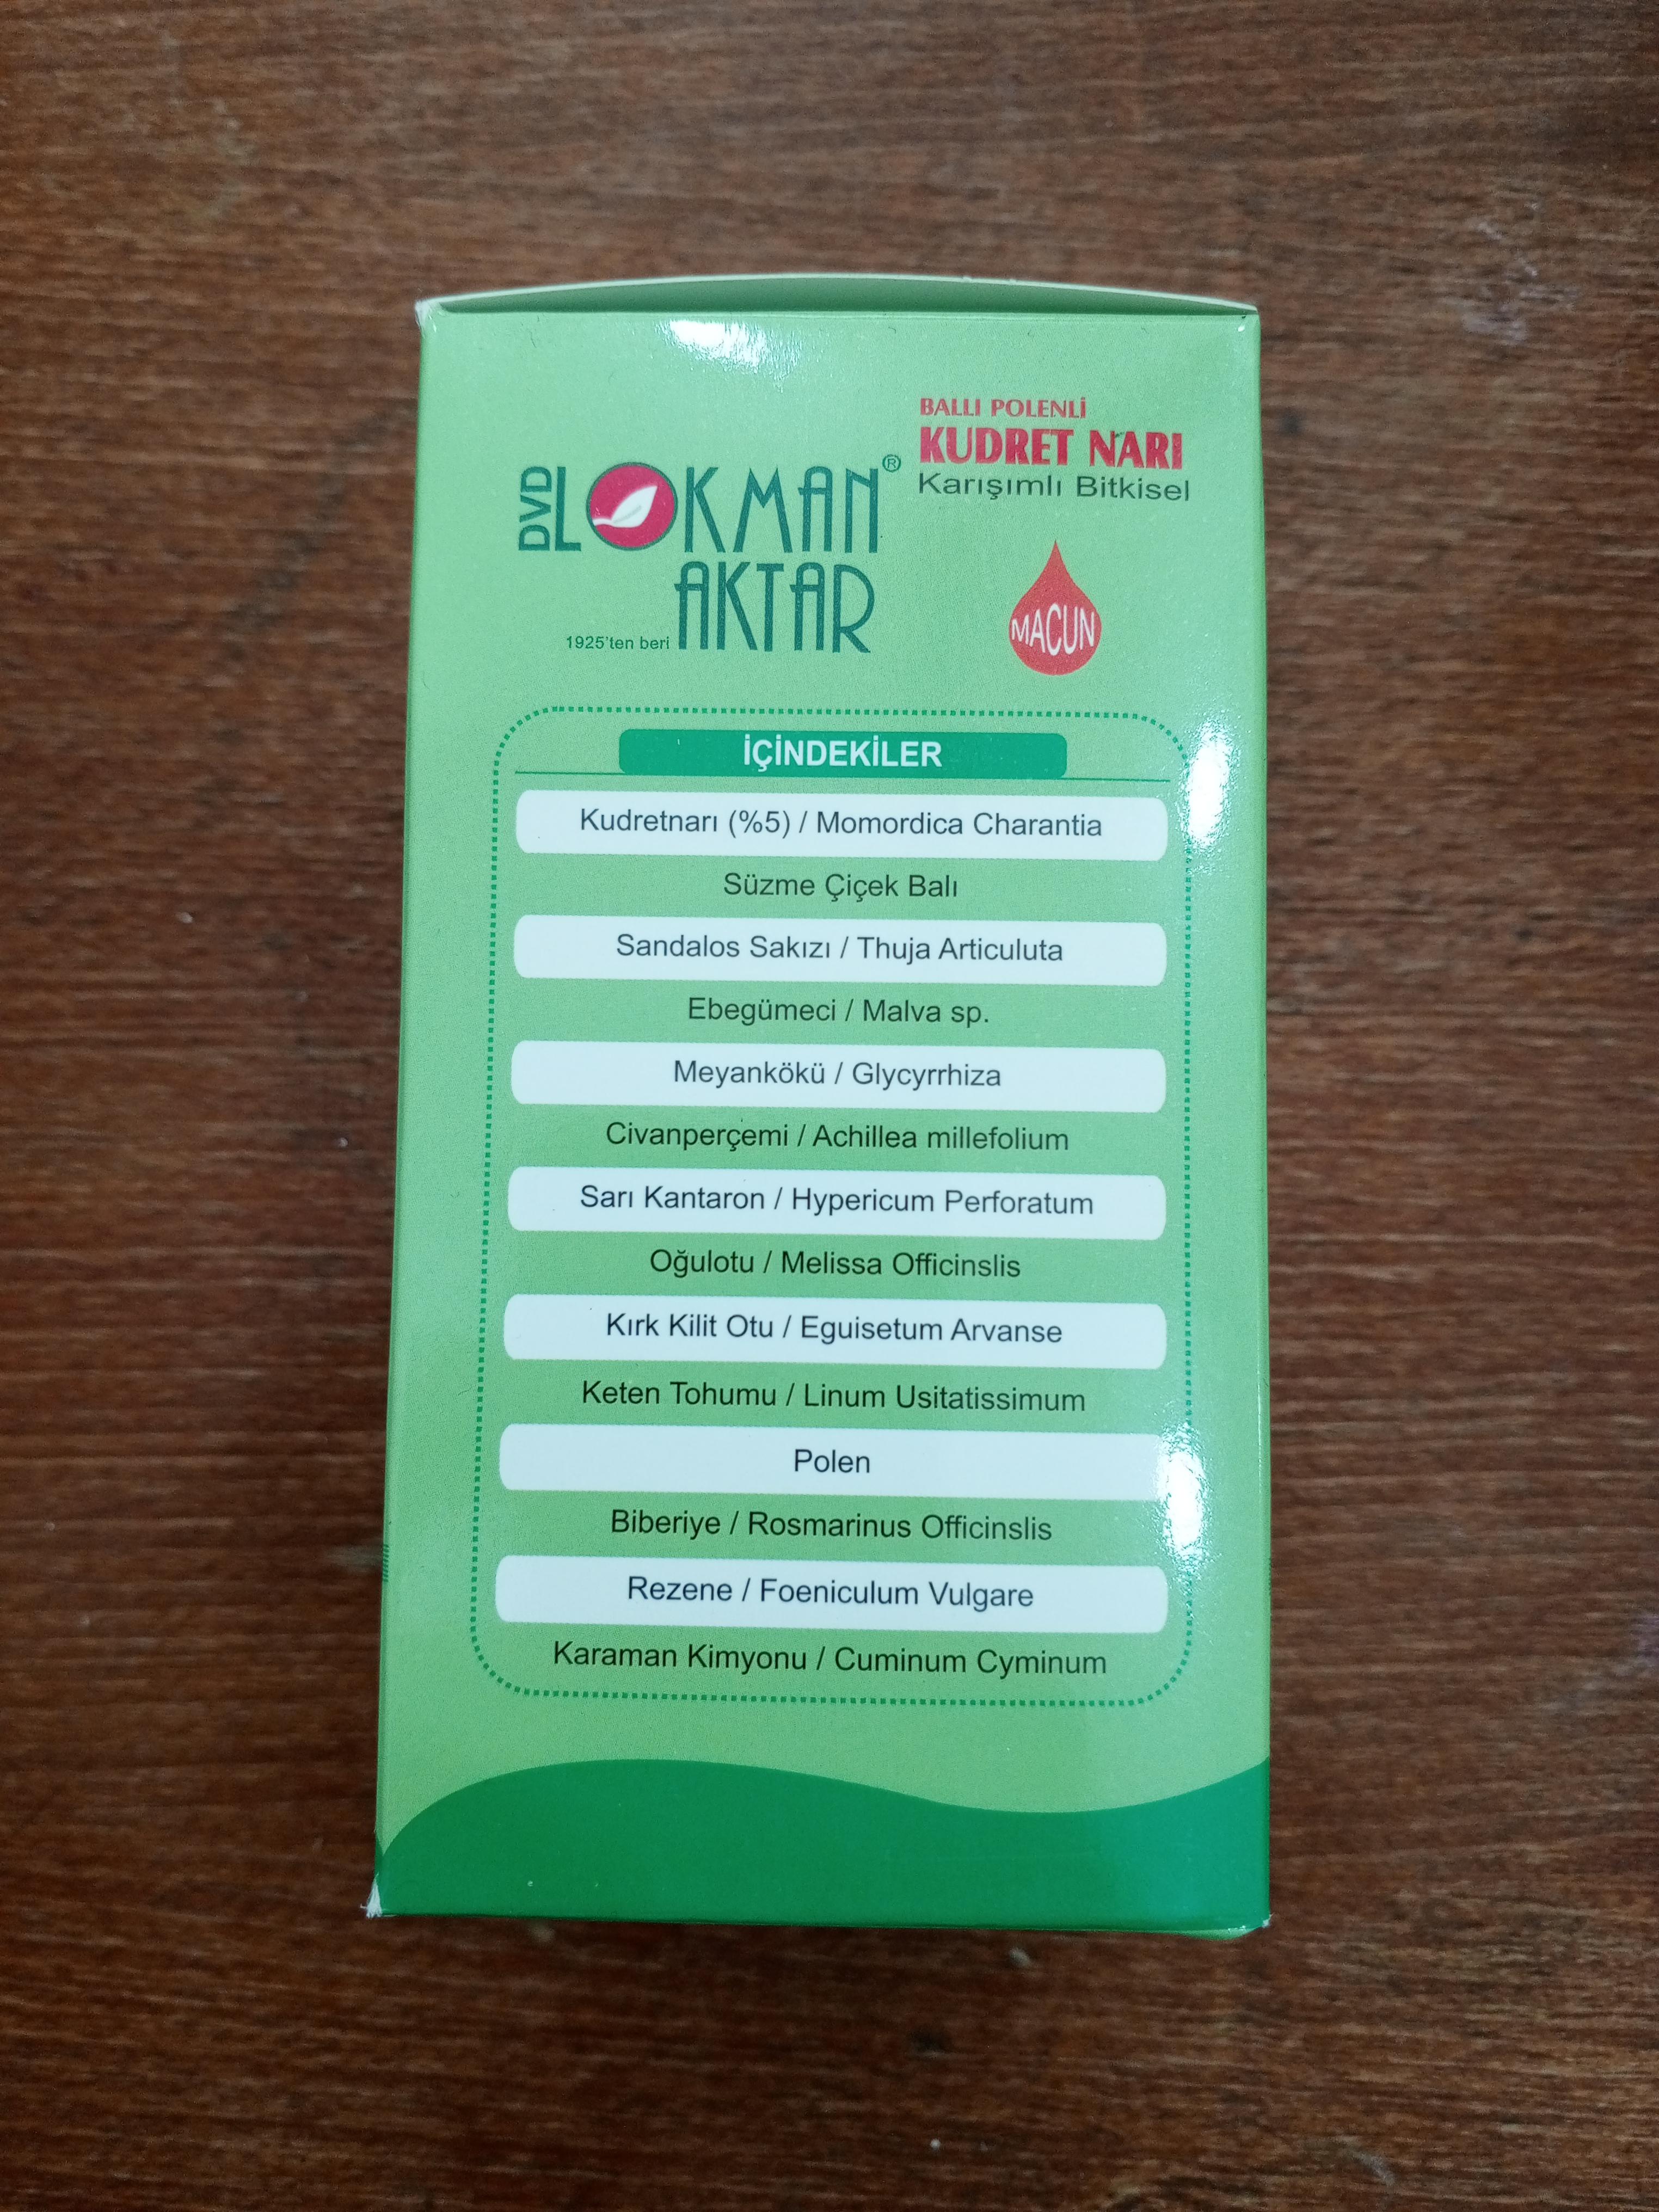 BALLI POLENLİ
KUDRET NARI
Karışımlı Bitkisel
DVD LOKMAN®
AKTAR
1925'ten beri
MACUN
İÇİNDEKİLER
Kudretnarı (%5) / Momordica Charantia
Süzme Çiçek Balı
Sandalos Sakızı / Thuja Articuluta
Ebegümeci / Malva sp.
Meyankökü / Glycyrrhiza
Civanperçemi / Achillea millefolium
Sarı Kantaron / Hypericum Perforatum
Oğulotu / Melissa Officinslis
Kırk Kilit Otu / Eguisetum Arvanse
Keten Tohumu / Linum Usitatissimum
Polen
Biberiye / Rosmarinus Officinslis
Rezene / Foeniculum Vulgare
Karaman Kimyonu / Cuminum Cyminum